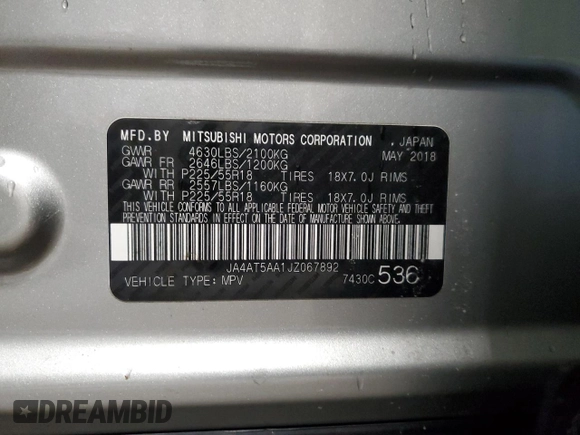 MFD.BY MITSUBISHI MOTORS CORPORATION , JAPAN
GVWR 4630LBS/2100KG MAY 2018
GAWR FR 2646LBS/1200KG
WITH P225/55R18 TIRES 18X7.0J RIMS
GAWR RR 2557LBS/1160KG
WITH P225/55R18 TIRES 18X7.0J RIMS
THIS VEHICLE CONFORMS TO ALL APPLICABLE FEDERAL MOTOR VEHICLE SAFETY AND THEFT
PREVENTION STANDARDS IN EFFECT ON THE DATE OF MANUFACTURE SHOWN ABOVE.
JA4AT5AA1JZ067892
VEHICLE TYPE: MPV 7430C 536
DREAMBID